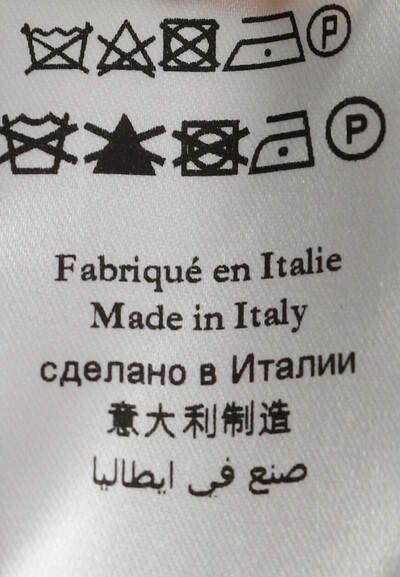 P
P
Fabriqué en Italie
Made in Italy
сделано в Италии
意大利制造
صنع في ايطاليا